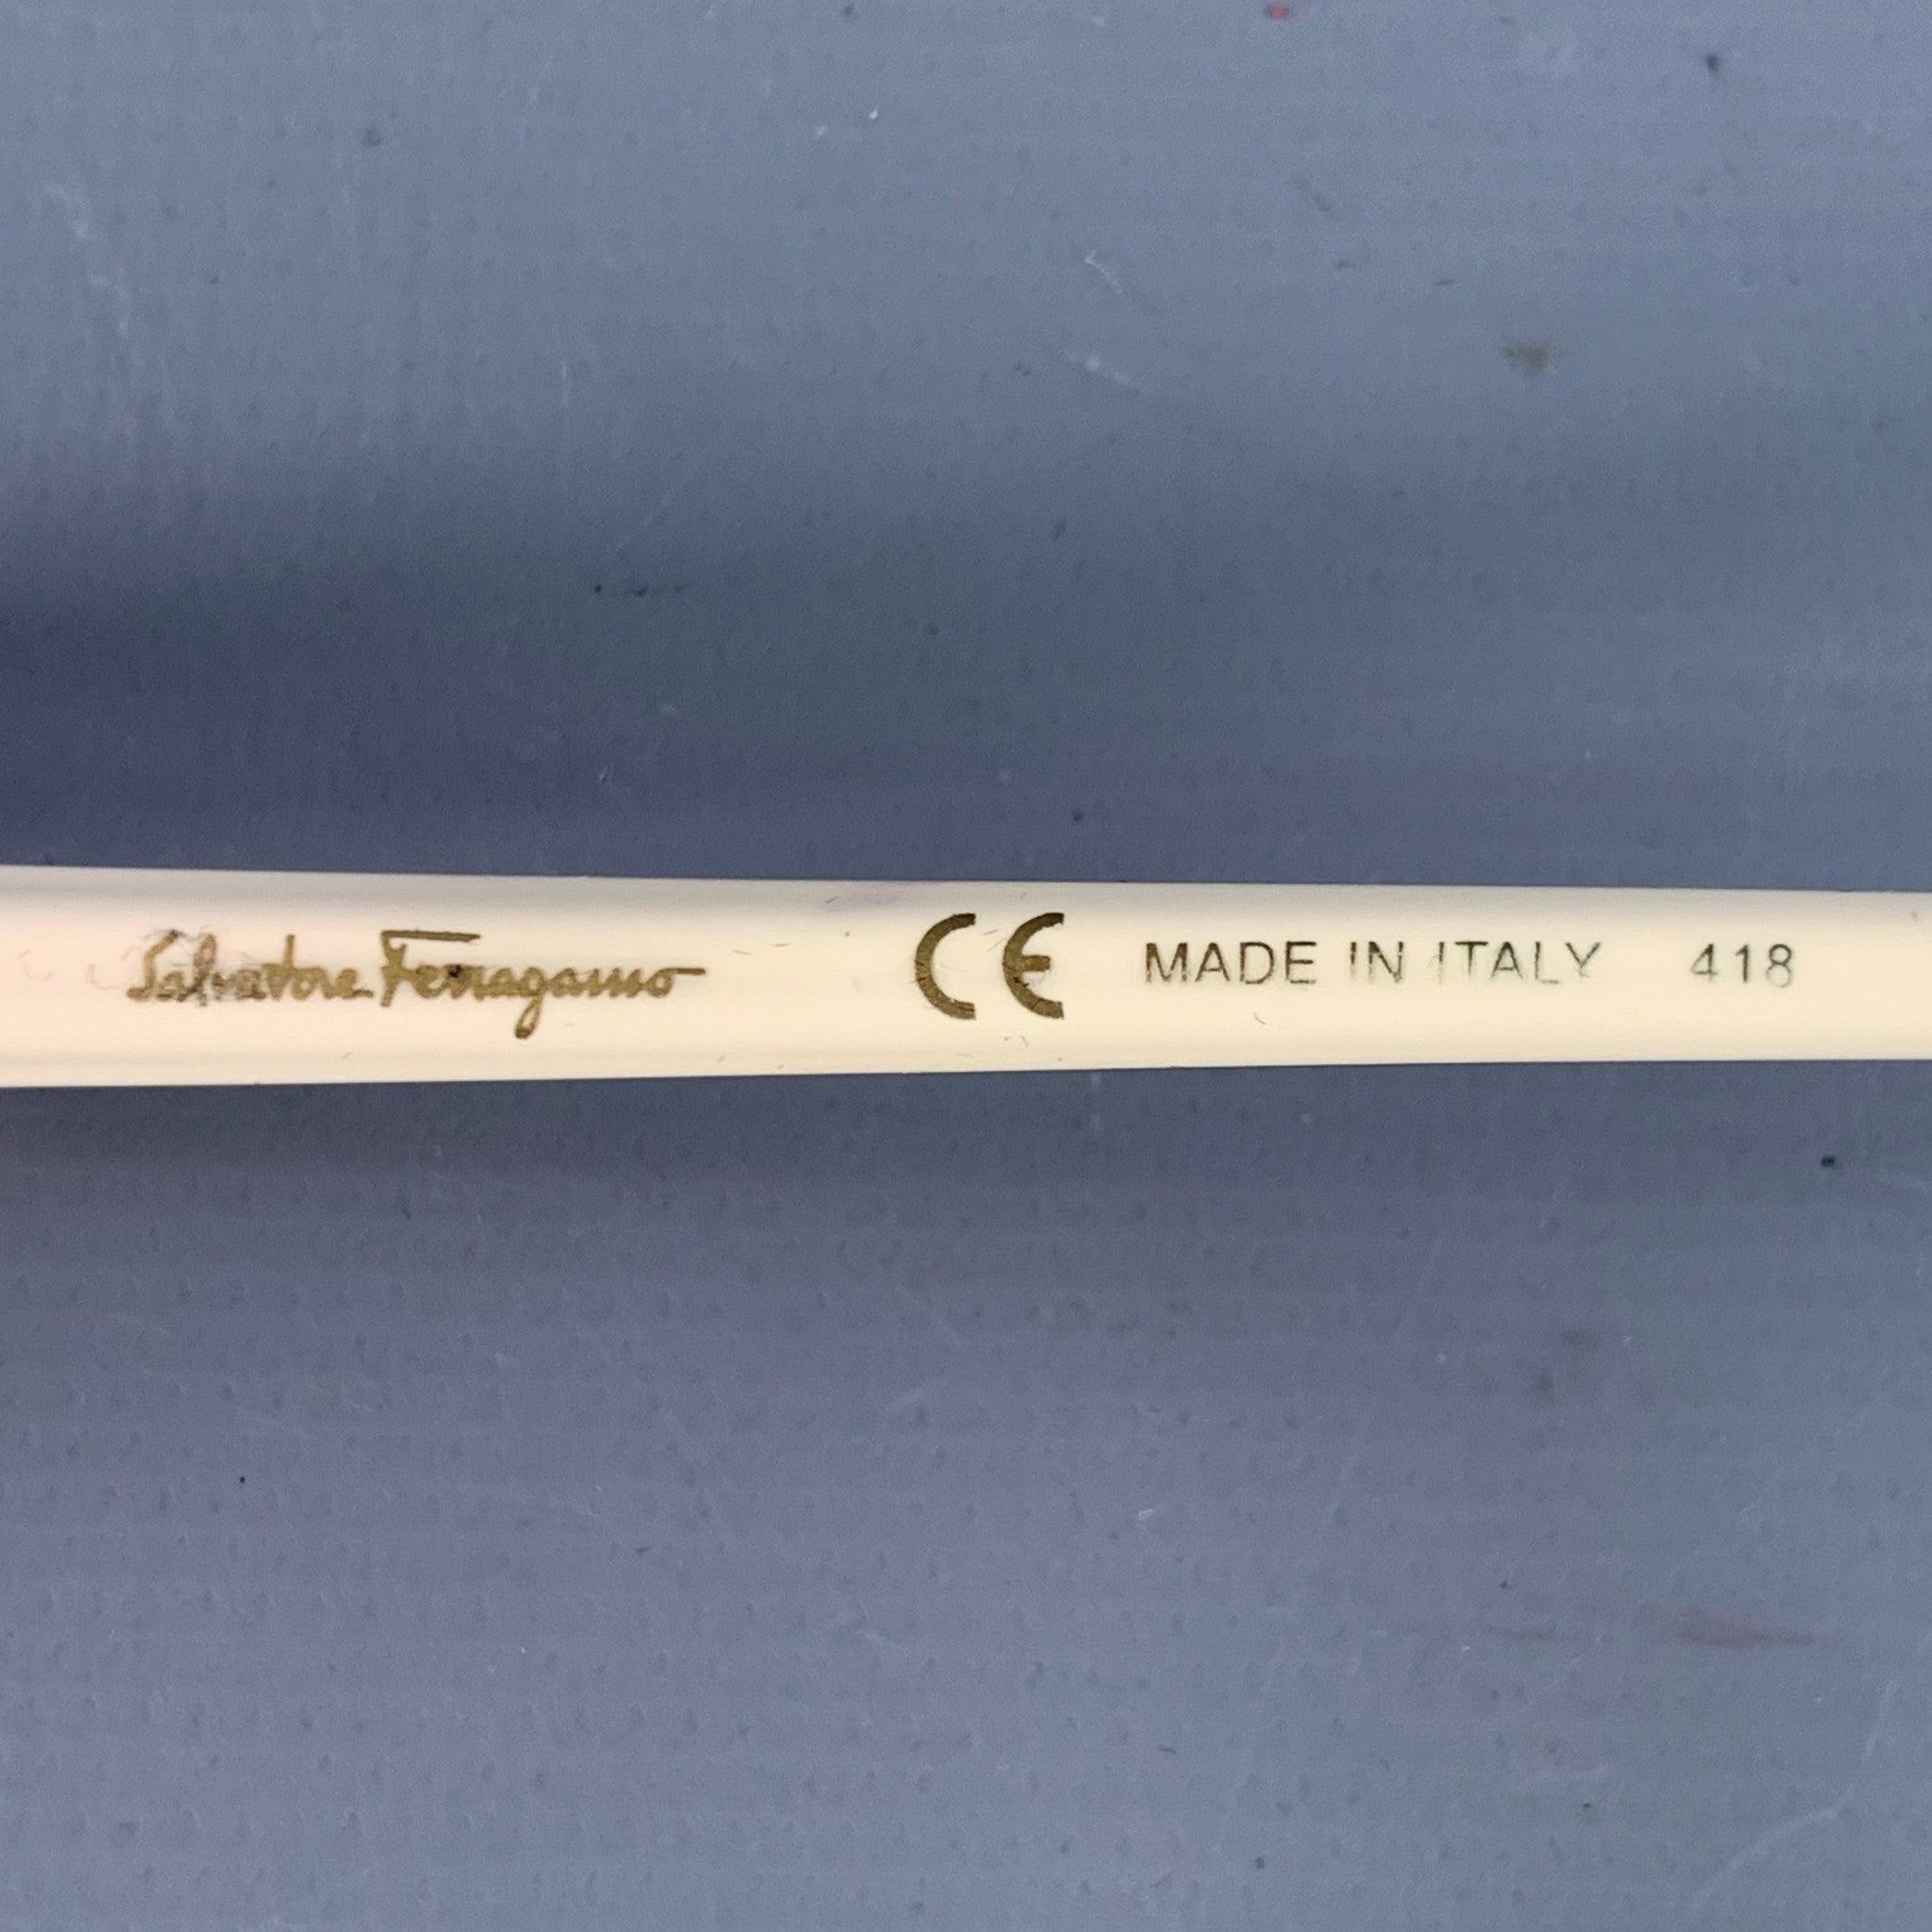 Salvatore Ferragamo CE MADE IN ITALY 418